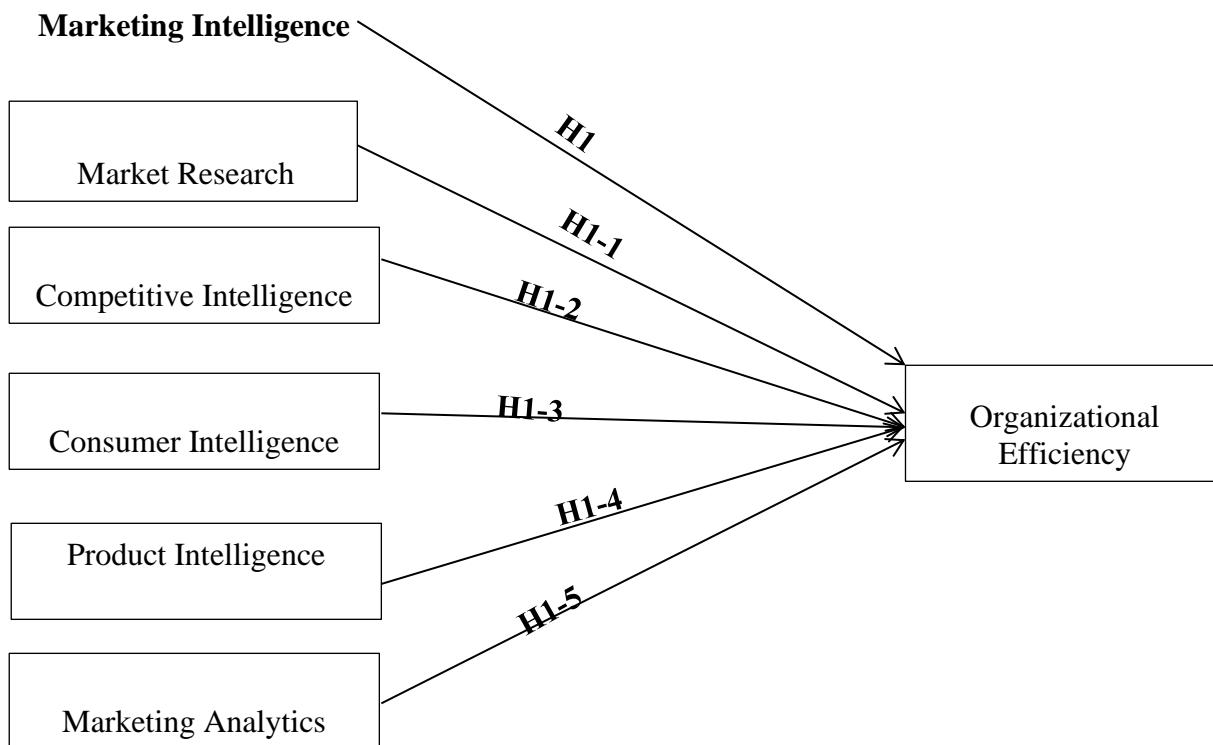 Marketing Intelligence
H1
Market Research
H1-1
Competitive Intelligence
H1-2
Consumer Intelligence
H1-3
Organizational
Efficiency
Product Intelligence
H1-4
Marketing Analytics
H1-5